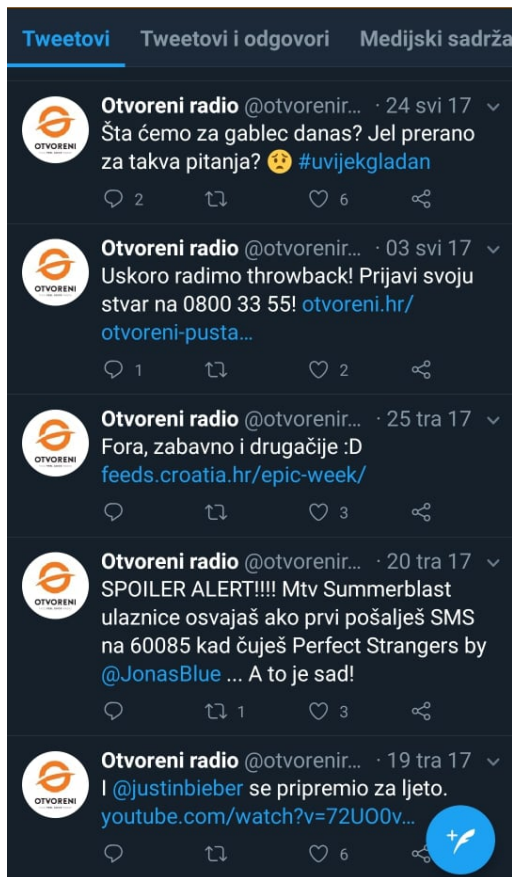 Tweetovi Tweetovi i odgovori Medijski sadrža
Otvoreni radio @otvorenir... · 24 svi 17
Šta ćemo za gablec danas? Jel prerano
za takva pitanja? 😟 #uvijekgladan
2 6
OTVORENI
Otvoreni radio @otvorenir... · 03 svi 17
Uskoro radimo throwback! Prijavi svoju
stvar na 0800 33 55! otvoreni.hr/
otvoreni-pusta...
1 2
OTVORENI
Otvoreni radio @otvorenir... · 25 tra 17
Fora, zabavno i drugačije :D
feeds.croatia.hr/epic-week/
3
OTVORENI
Otvoreni radio @otvorenir... · 20 tra 17
SPOILER ALERT!!!! Mtv Summerblast
ulaznice osvajaš ako prvi pošalješ SMS
na 60085 kad čuješ Perfect Strangers by
@JonasBlue ... A to je sad!
1 3
OTVORENI
Otvoreni radio @otvorenir... · 19 tra 17
I @justinbieber se pripremio za ljeto.
youtube.com/watch?v=72UO0v...
6
OTVORENI